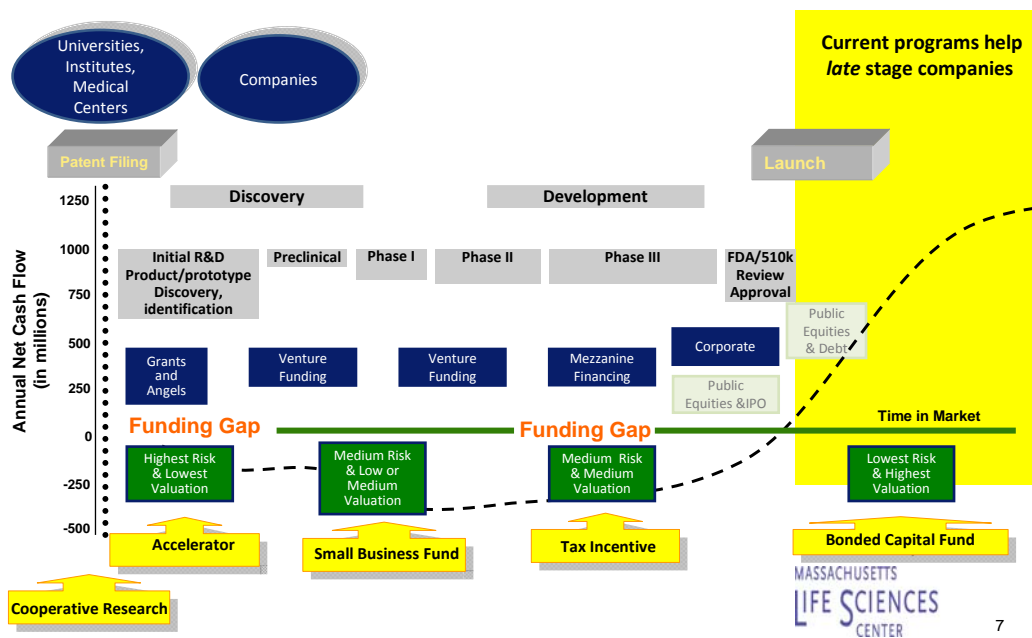 Universities,
Institutes,
Medical
Centers
Companies
Current programs help
late stage companies
Patent Filing
Launch
Discovery
Development
Annual Net Cash Flow
(in millions)
1250
1000
750
500
250
0
-250
-500
Initial R&D
Product/prototype
Discovery,
identification
Preclinical
Phase I
Phase II
Phase III
FDA/510k
Review
Approval
Grants
and
Angels
Venture
Funding
Venture
Funding
Mezzanine
Financing
Corporate
Public
Equities &IPO
Public
Equities
& Debt
Funding Gap
Funding Gap
Time in Market
Highest Risk
& Lowest
Valuation
Medium Risk
& Low or
Medium
Valuation
Medium Risk
& Medium
Valuation
Lowest Risk
& Highest
Valuation
Accelerator
Small Business Fund
Tax Incentive
Bonded Capital Fund
Cooperative Research
MASSACHUSETTS
LIFE SCIENCES
CENTER
7